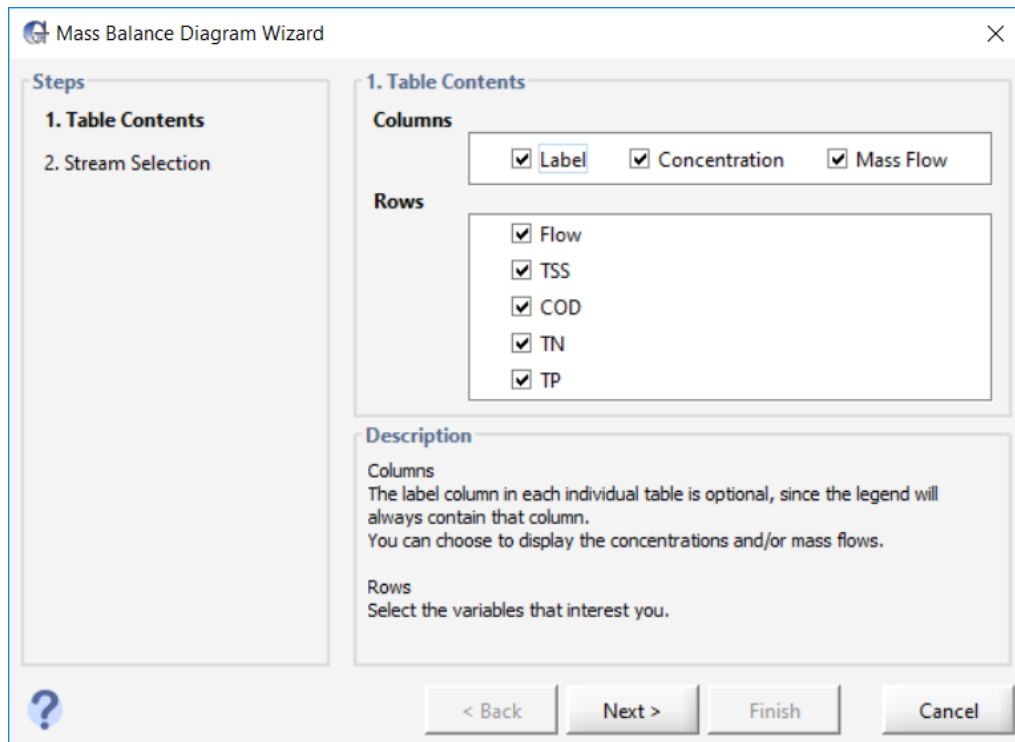 Mass Balance Diagram Wizard
Steps
1. Table Contents
2. Stream Selection
1. Table Contents
Columns
Label Concentration Mass Flow
Rows
Flow
TSS
COD
TN
TP
Description
Columns
The label column in each individual table is optional, since the legend will
always contain that column.
You can choose to display the concentrations and/or mass flows.
Rows
Select the variables that interest you.
?
< Back Next > Finish Cancel